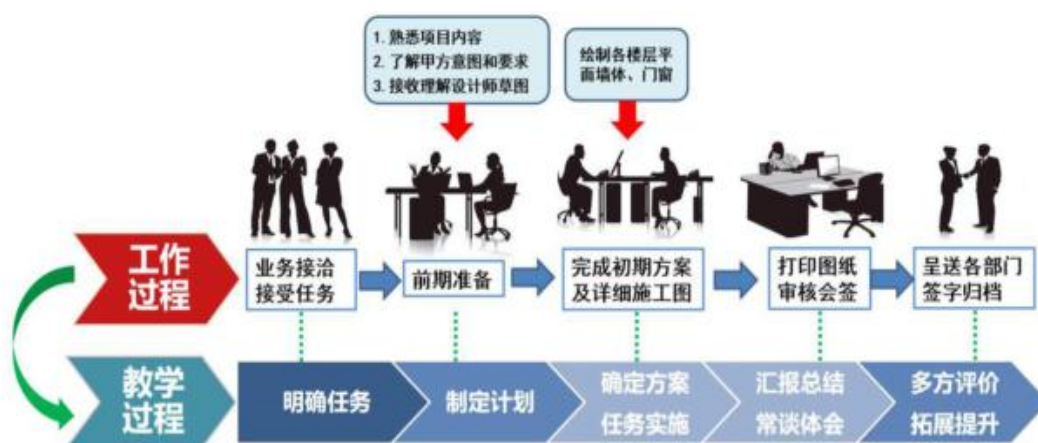 1. 熟悉项目内容
2. 了解甲方意图和要求
3. 接收理解设计师草图
绘制各楼层平
面墙体、门窗
工作
过程
业务接洽
接受任务
前期准备
完成初期方案
及详细施工图
打印图纸
审核会签
呈送各部门
签字归档
教学
过程
明确任务
制定计划
确定方案
任务实施
汇报总结
常谈体会
多方评价
拓展提升